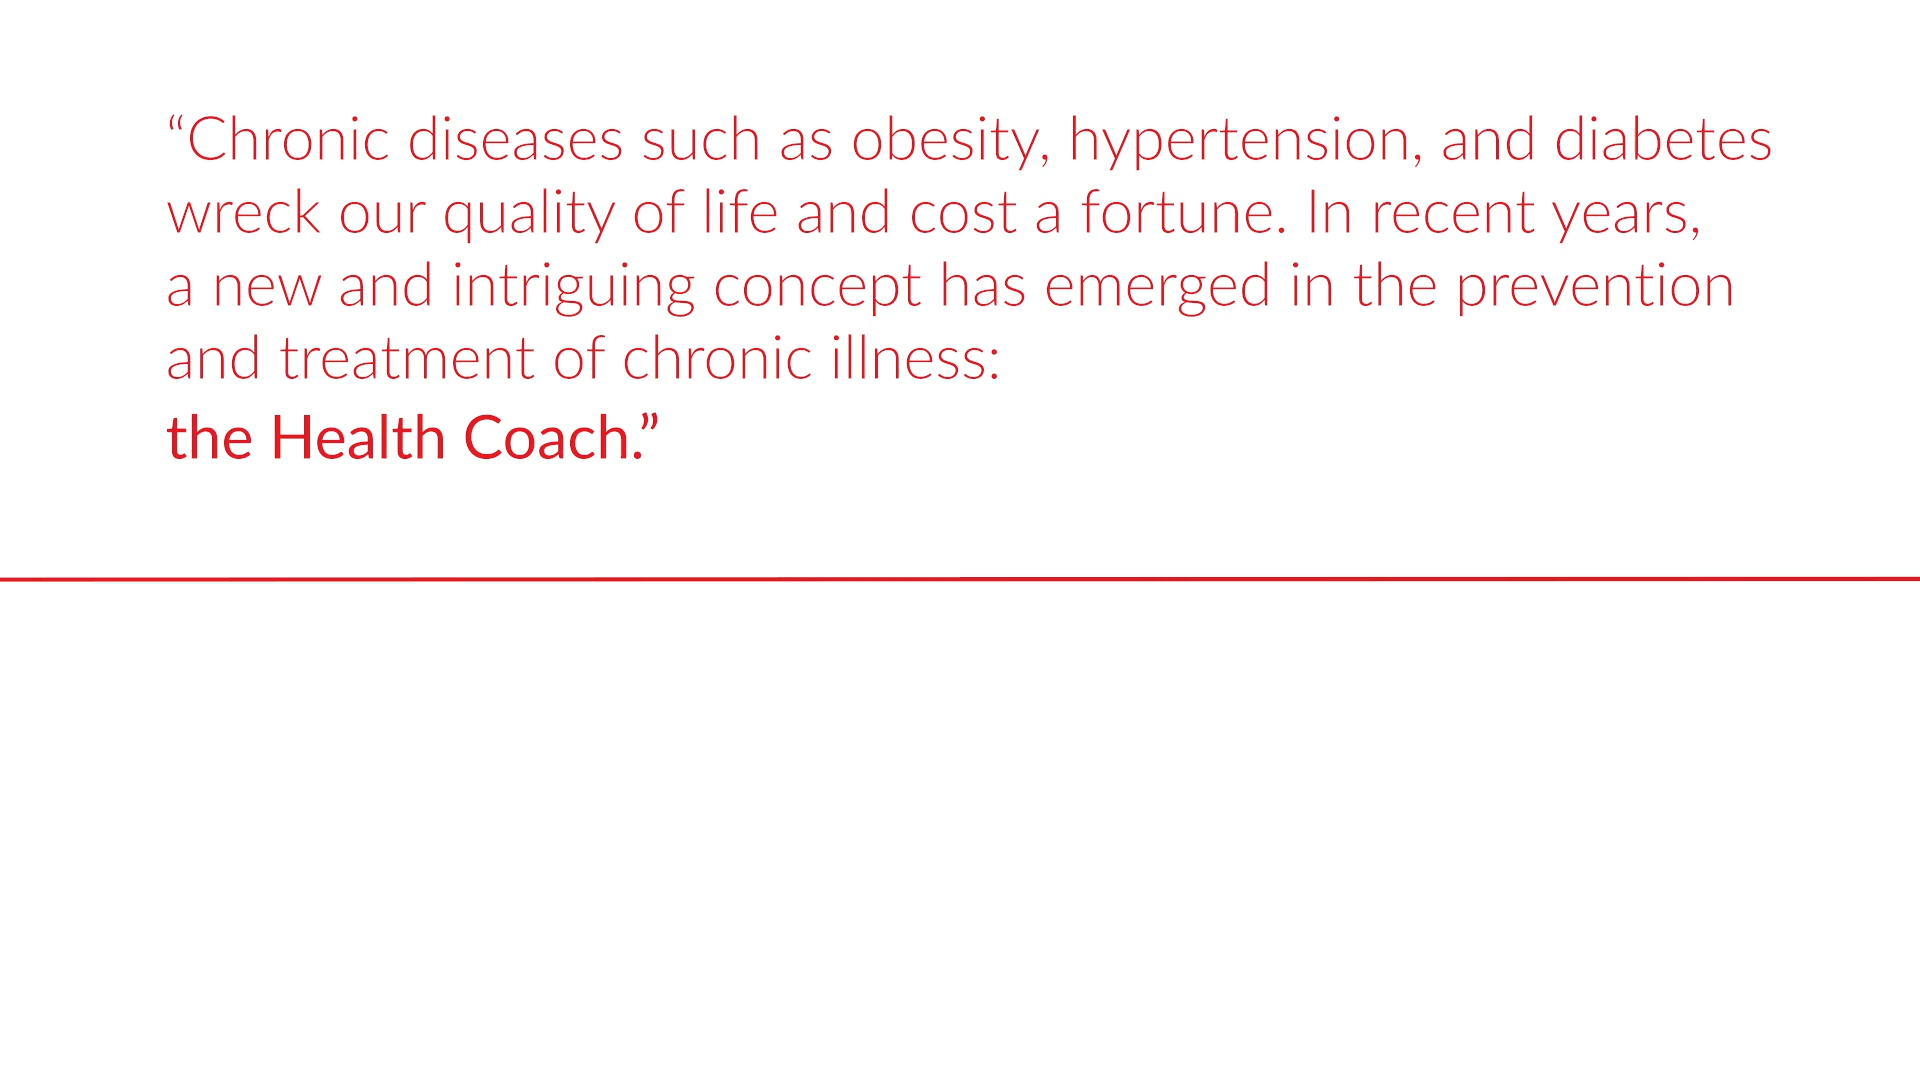 “Chronic diseases such as obesity, hypertension, and diabetes
wreck our quality of life and cost a fortune. In recent years,
a new and intriguing concept has emerged in the prevention
and treatment of chronic illness:
the Health Coach.”